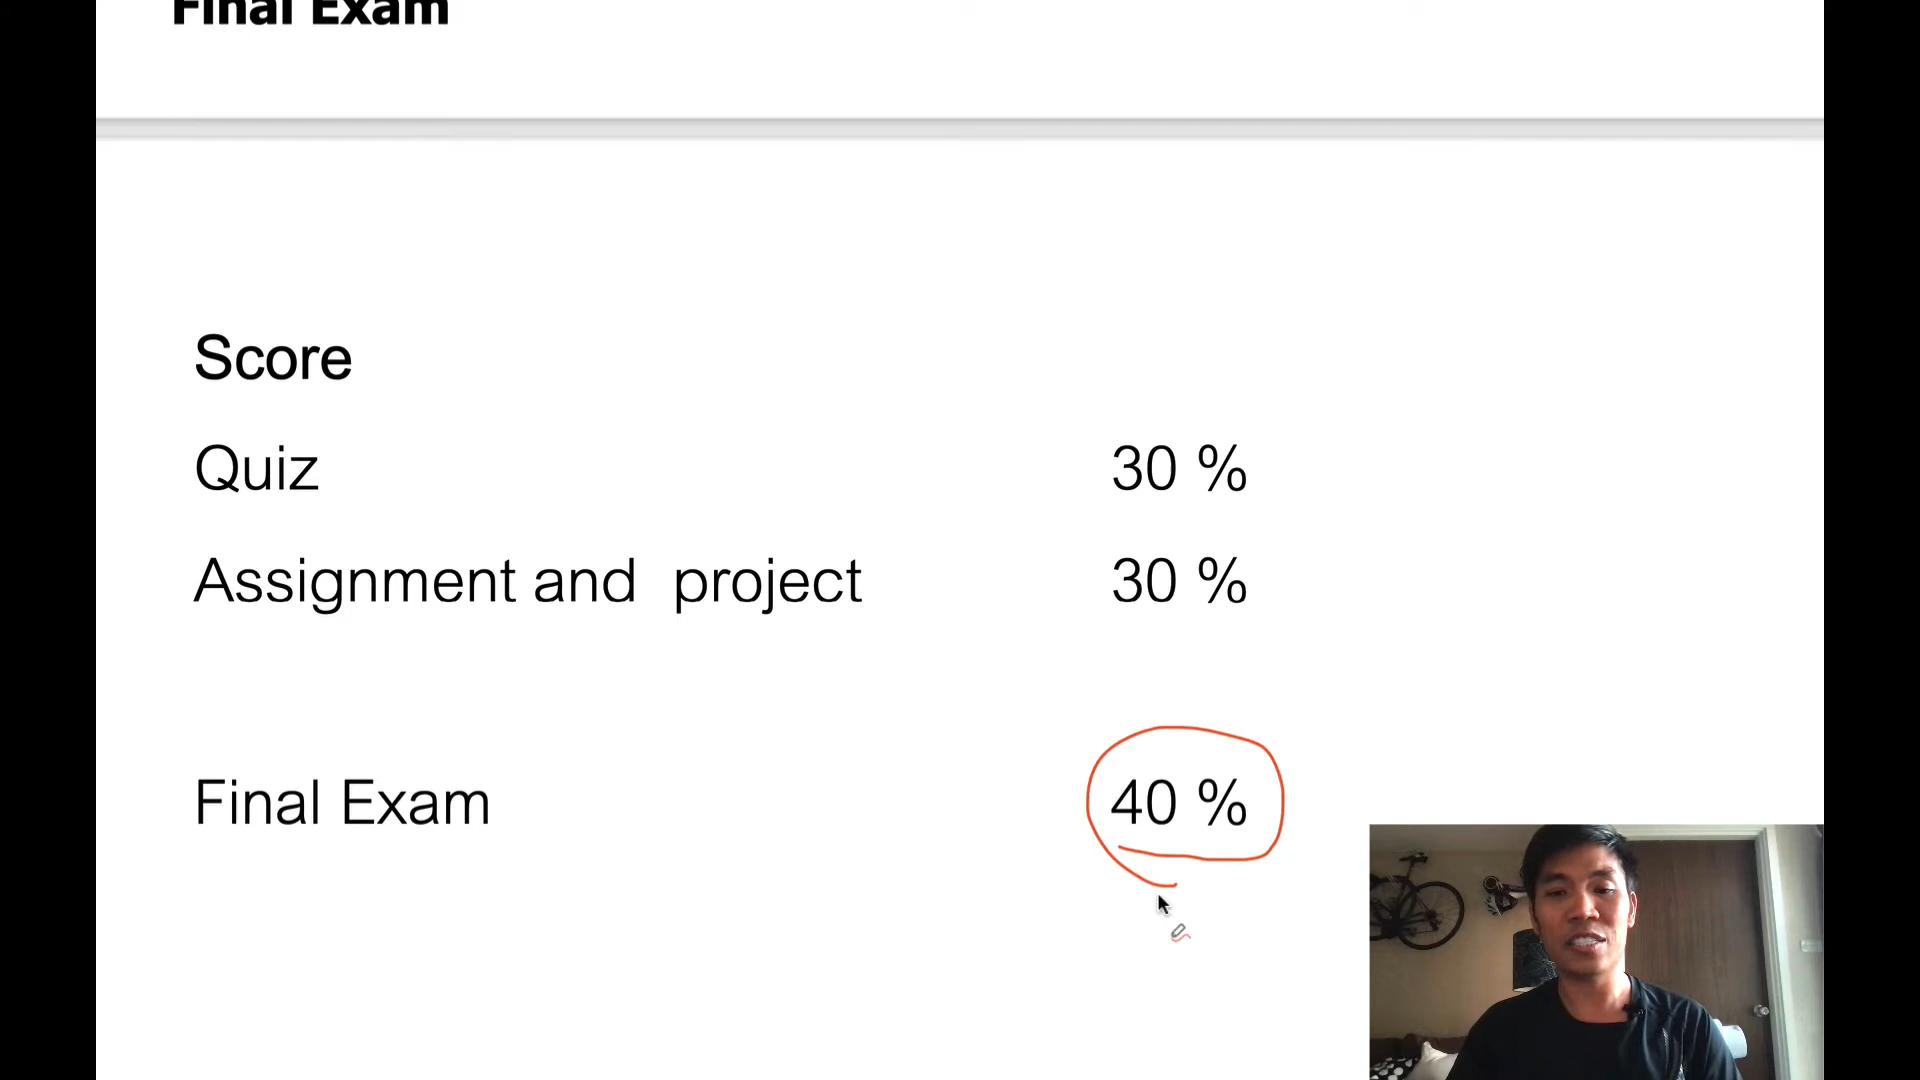 Final Exam
Score
Quiz 30 %
Assignment and project 30 %
Final Exam 40 %